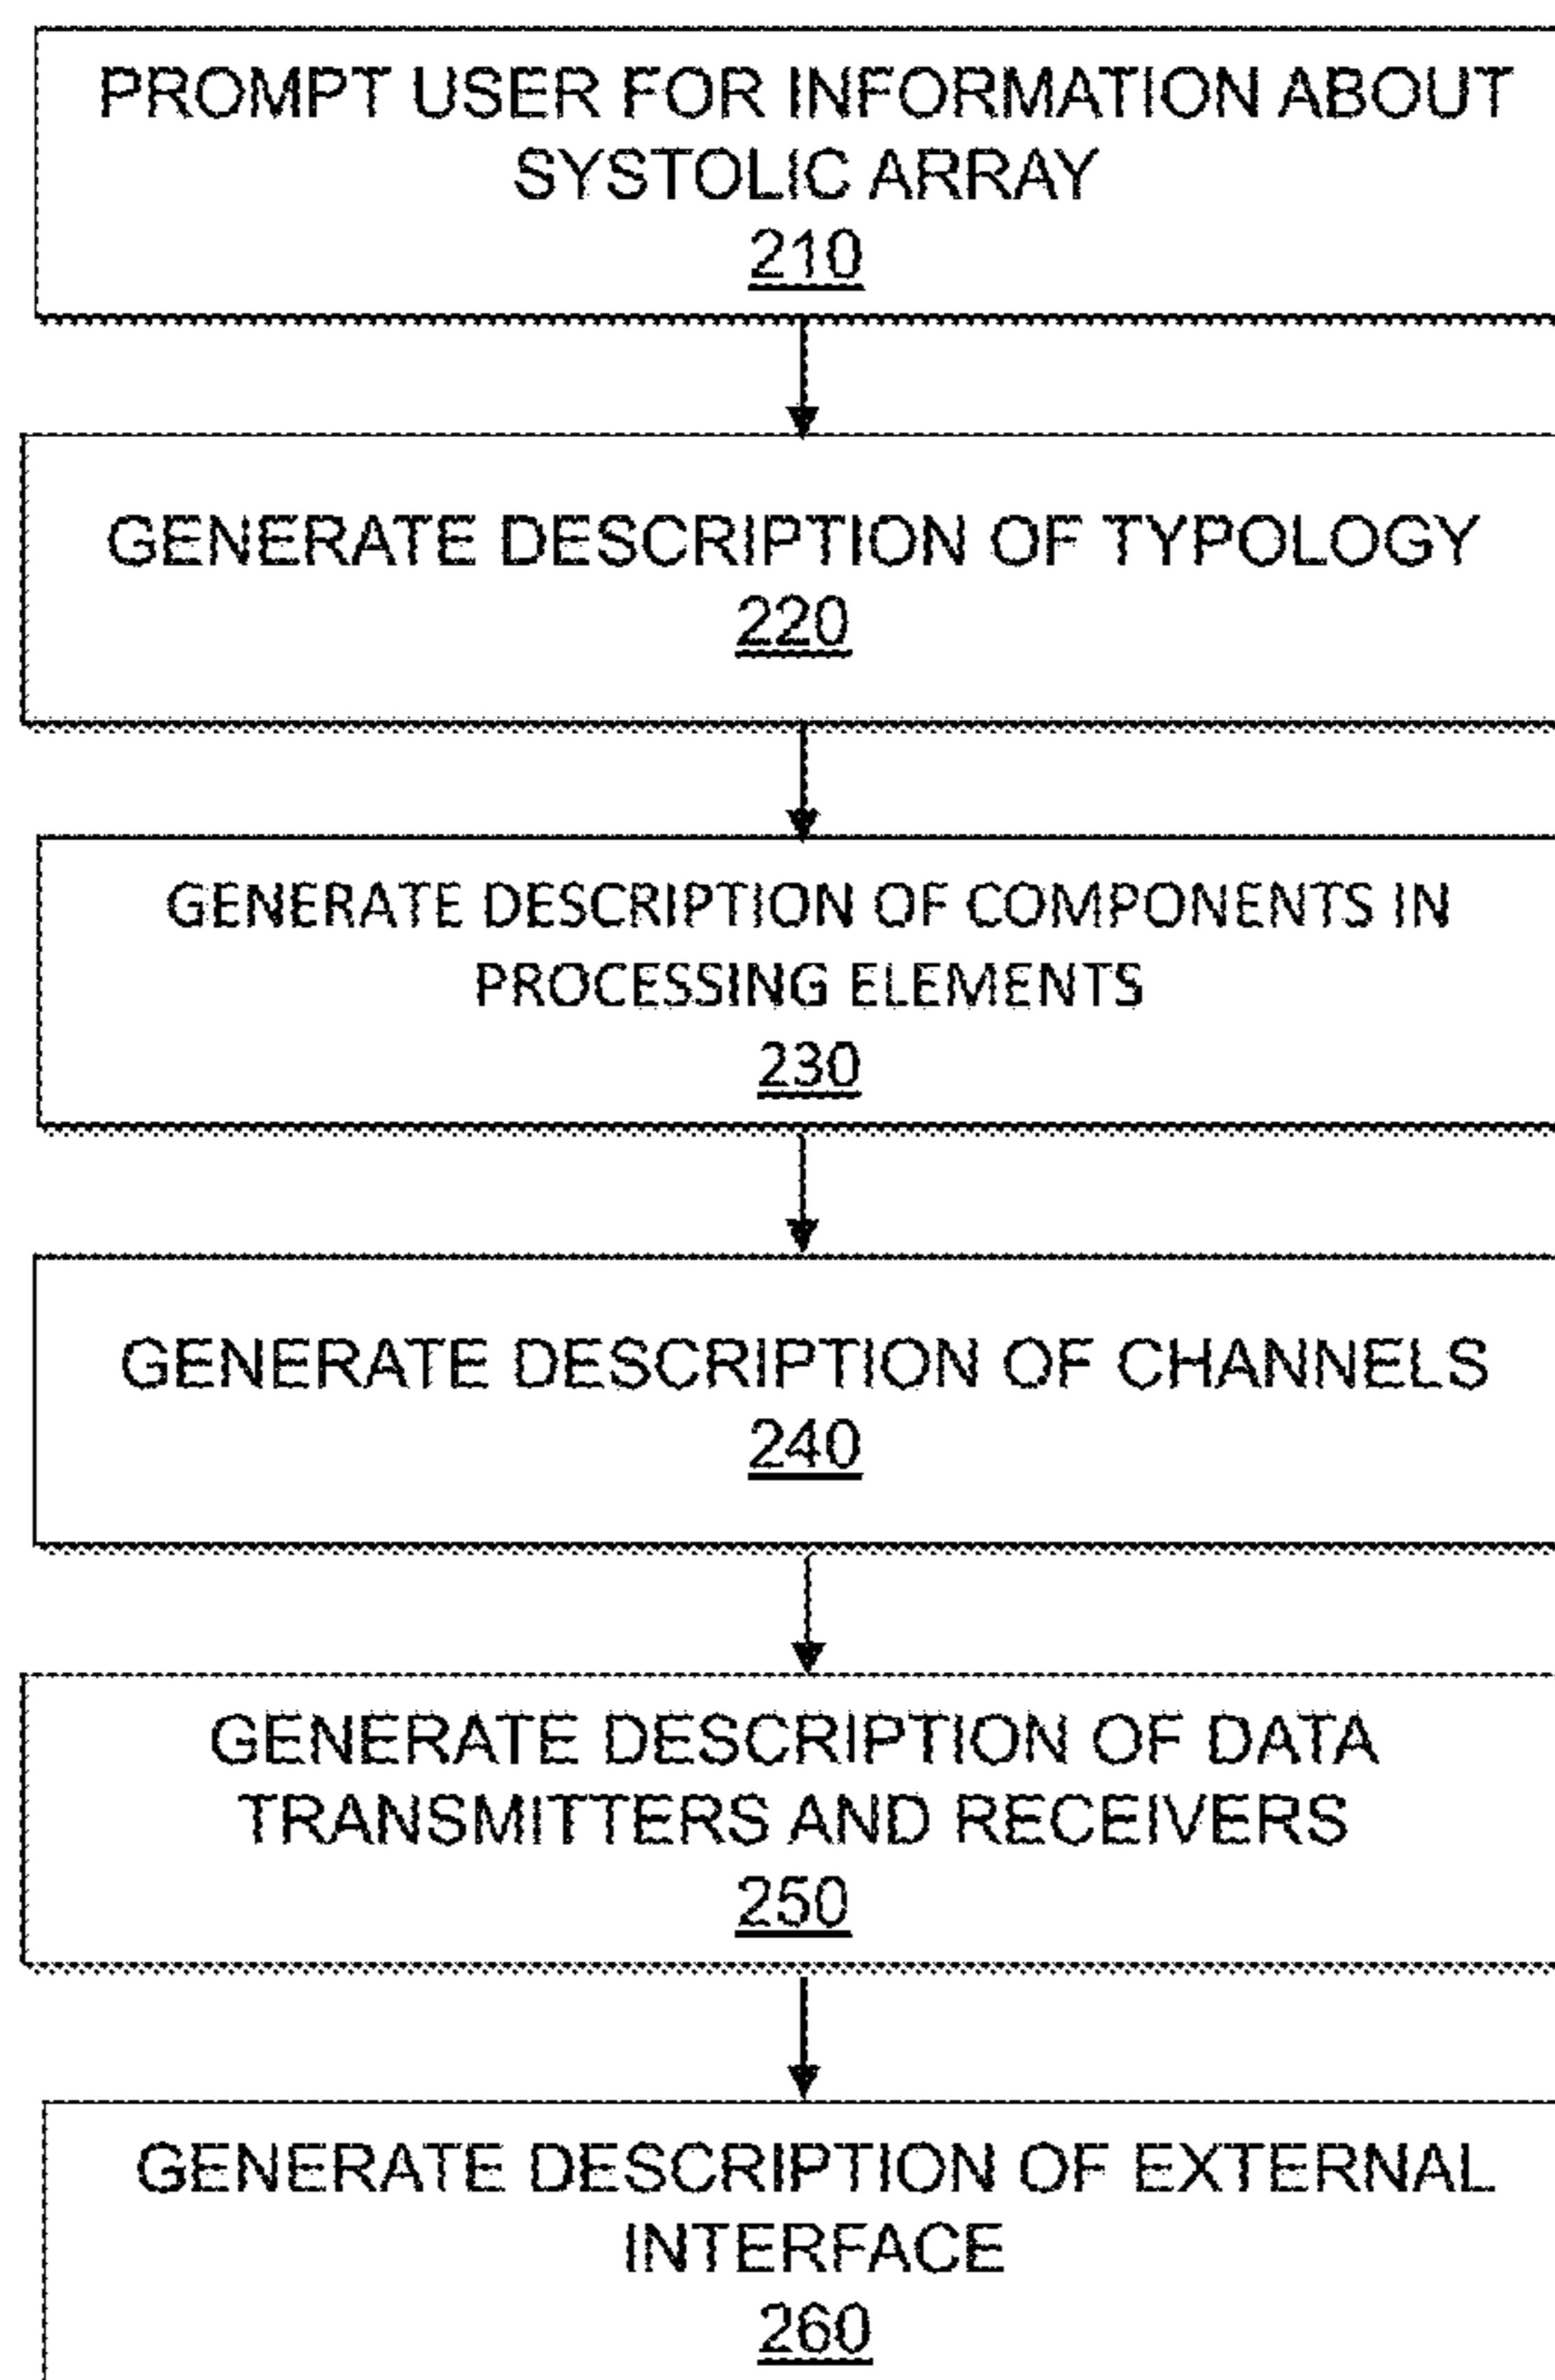 PROMPT USER FOR INFORMATION ABOUT
SYSTOLIC ARRAY
210
GENERATE DESCRIPTION OF TYPOLOGY
220
GENERATE DESCRIPTION OF COMPONENTS IN
PROCESSING ELEMENTS
230
GENERATE DESCRIPTION OF CHANNELS
240
GENERATE DESCRIPTION OF DATA
TRANSMITTERS AND RECEIVERS
250
GENERATE DESCRIPTION OF EXTERNAL
INTERFACE
260